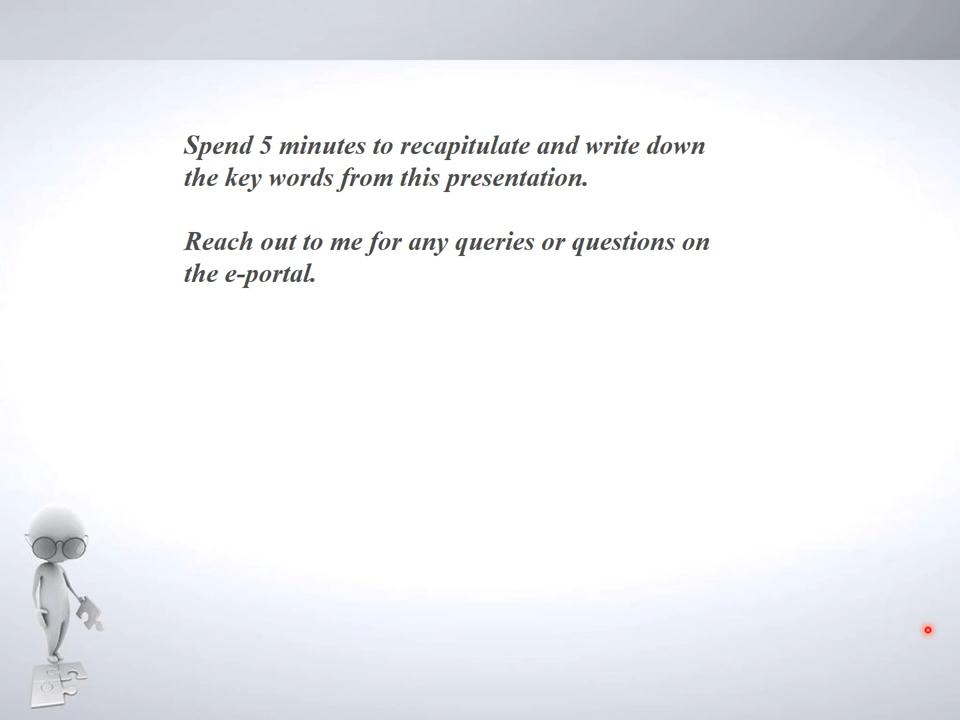 Spend 5 minutes to recapitulate and write down
the key words from this presentation.
Reach out to me for any queries or questions on
the e-portal.